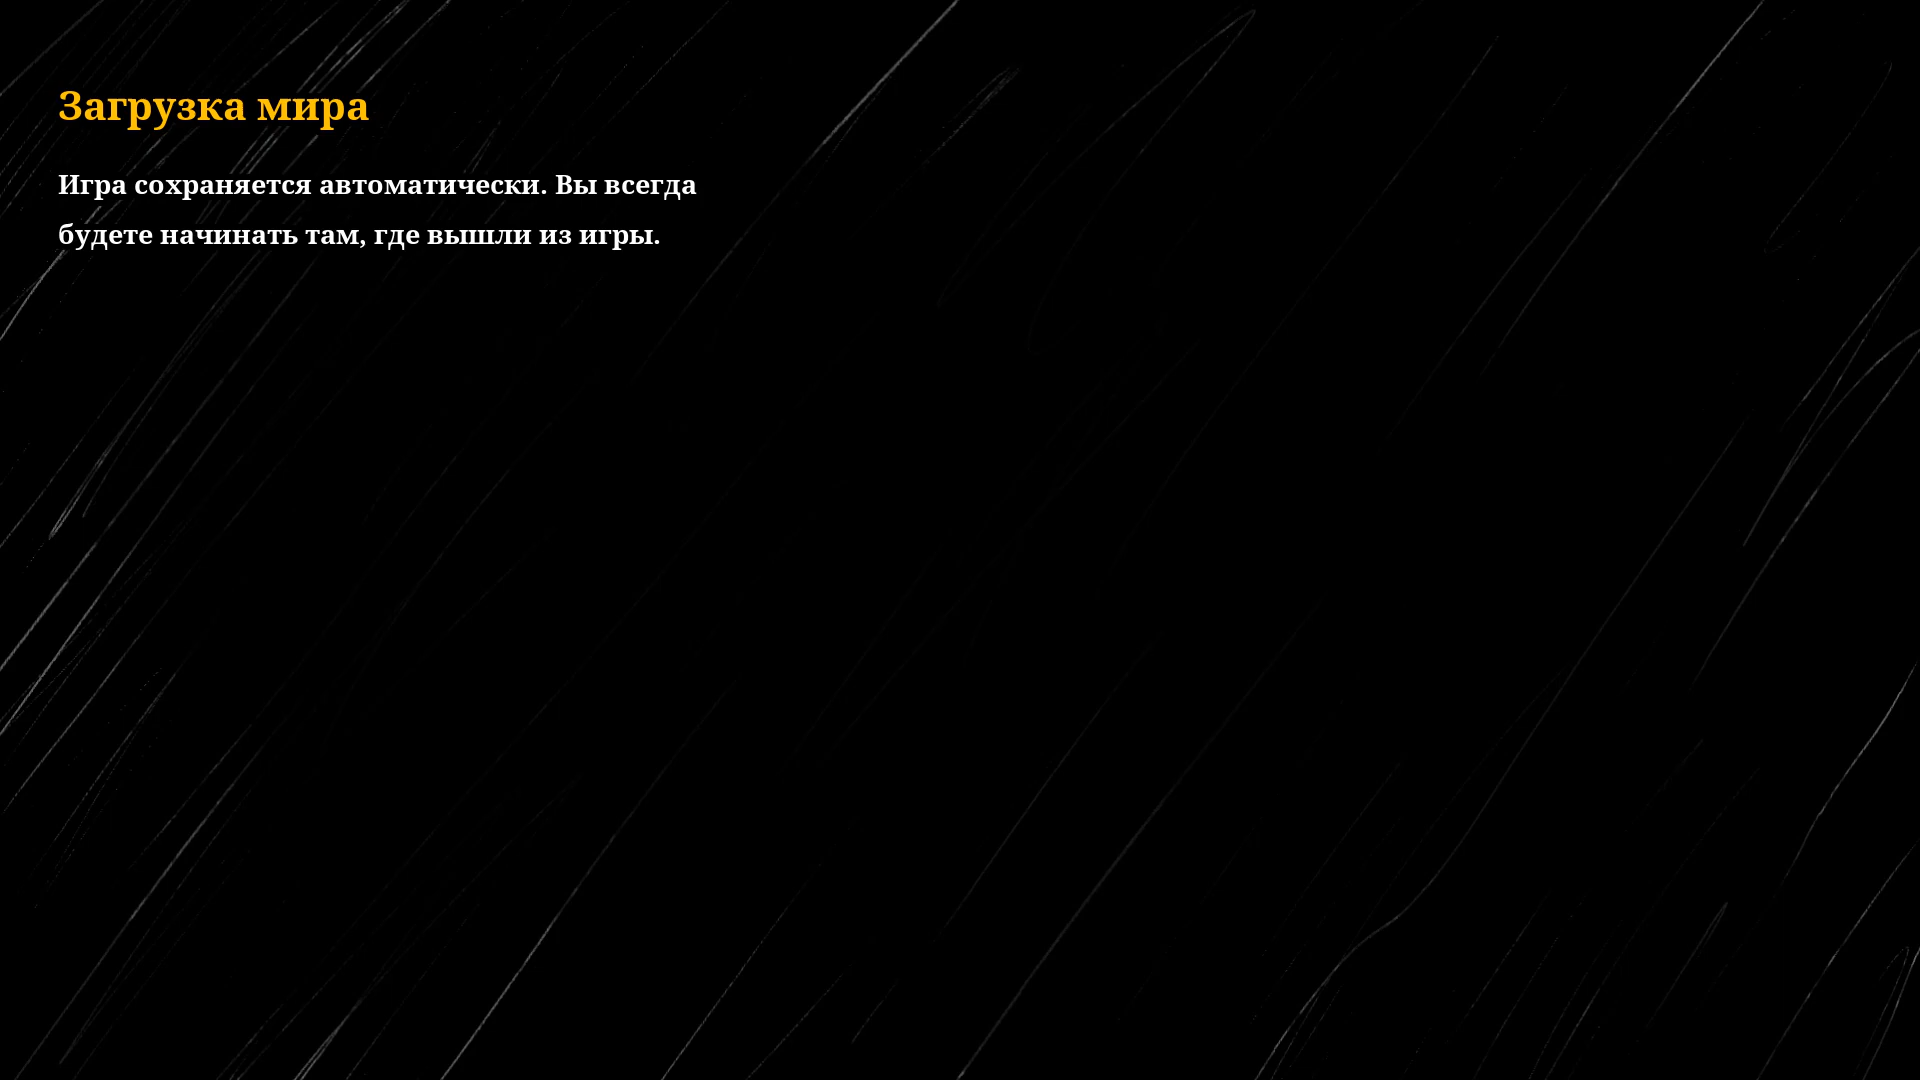 Загрузка мира
Игра сохраняется автоматически. Вы всегда
будете начинать там, где вышли из игры.